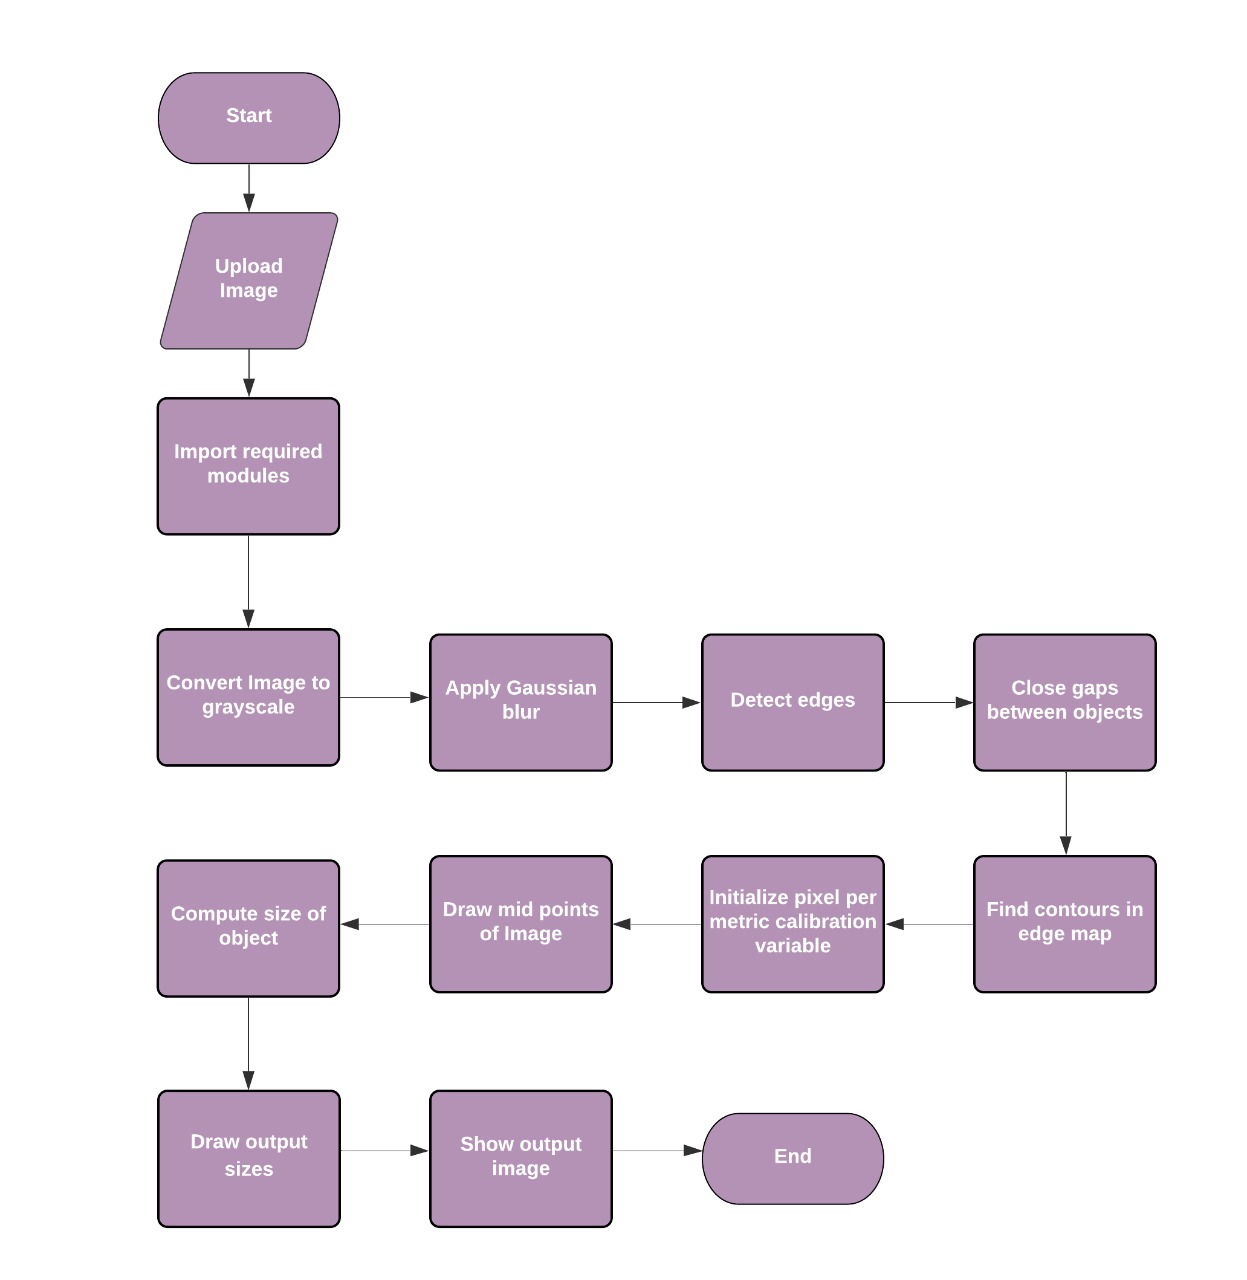 Start
Upload
Image
Import required
modules
Convert Image to
grayscale
Apply Gaussian
blur
Detect edges
Close gaps
between objects
Find contours in
edge map
Initialize pixel per
metric calibration
variable
Draw mid points
of Image
Compute size of
object
Draw output
sizes
Show output
image
End